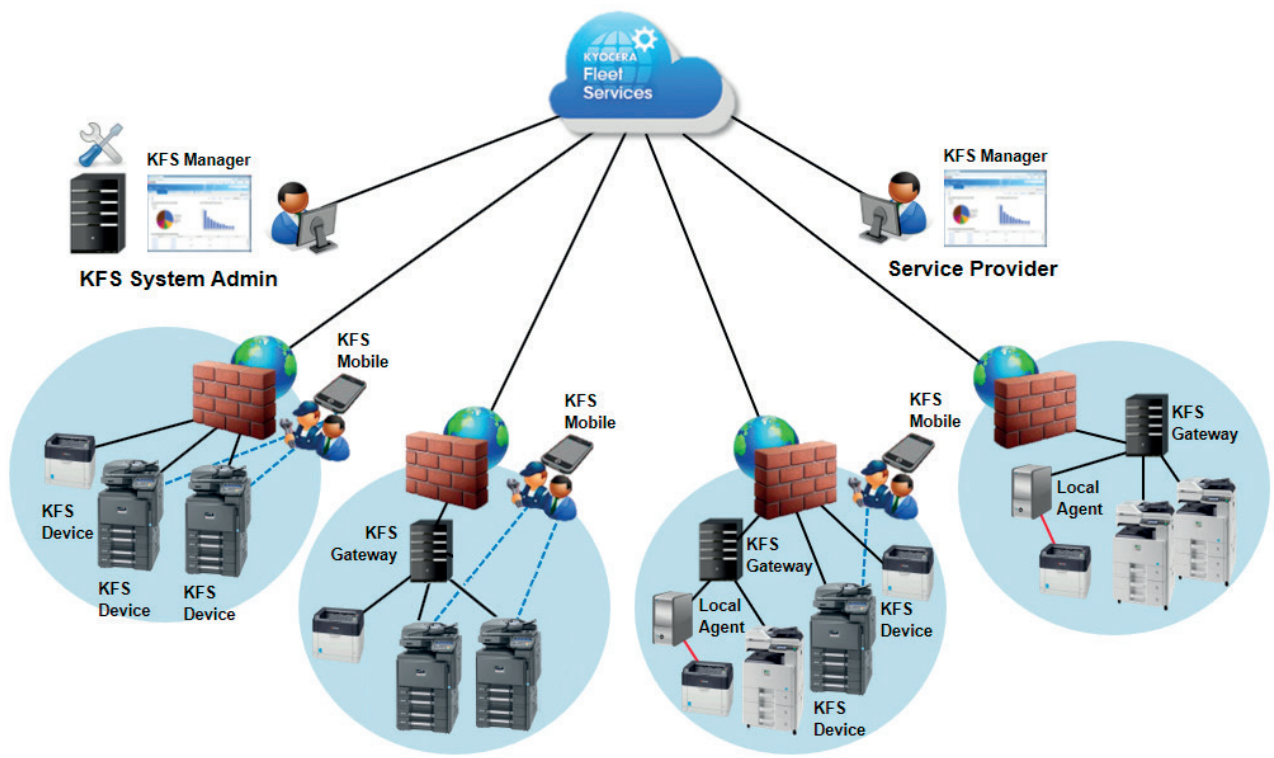 KYOCERA
Fleet
Services
KFS Manager
KFS System Admin
KFS Manager
Service Provider
KFS
Mobile
KFS
Device
KFS
Device
KFS
Device
KFS
Mobile
KFS
Gateway
KFS
Mobile
KFS
Gateway
Local
Agent
KFS
Device
KFS
Device
KFS
Gateway
Local
Agent